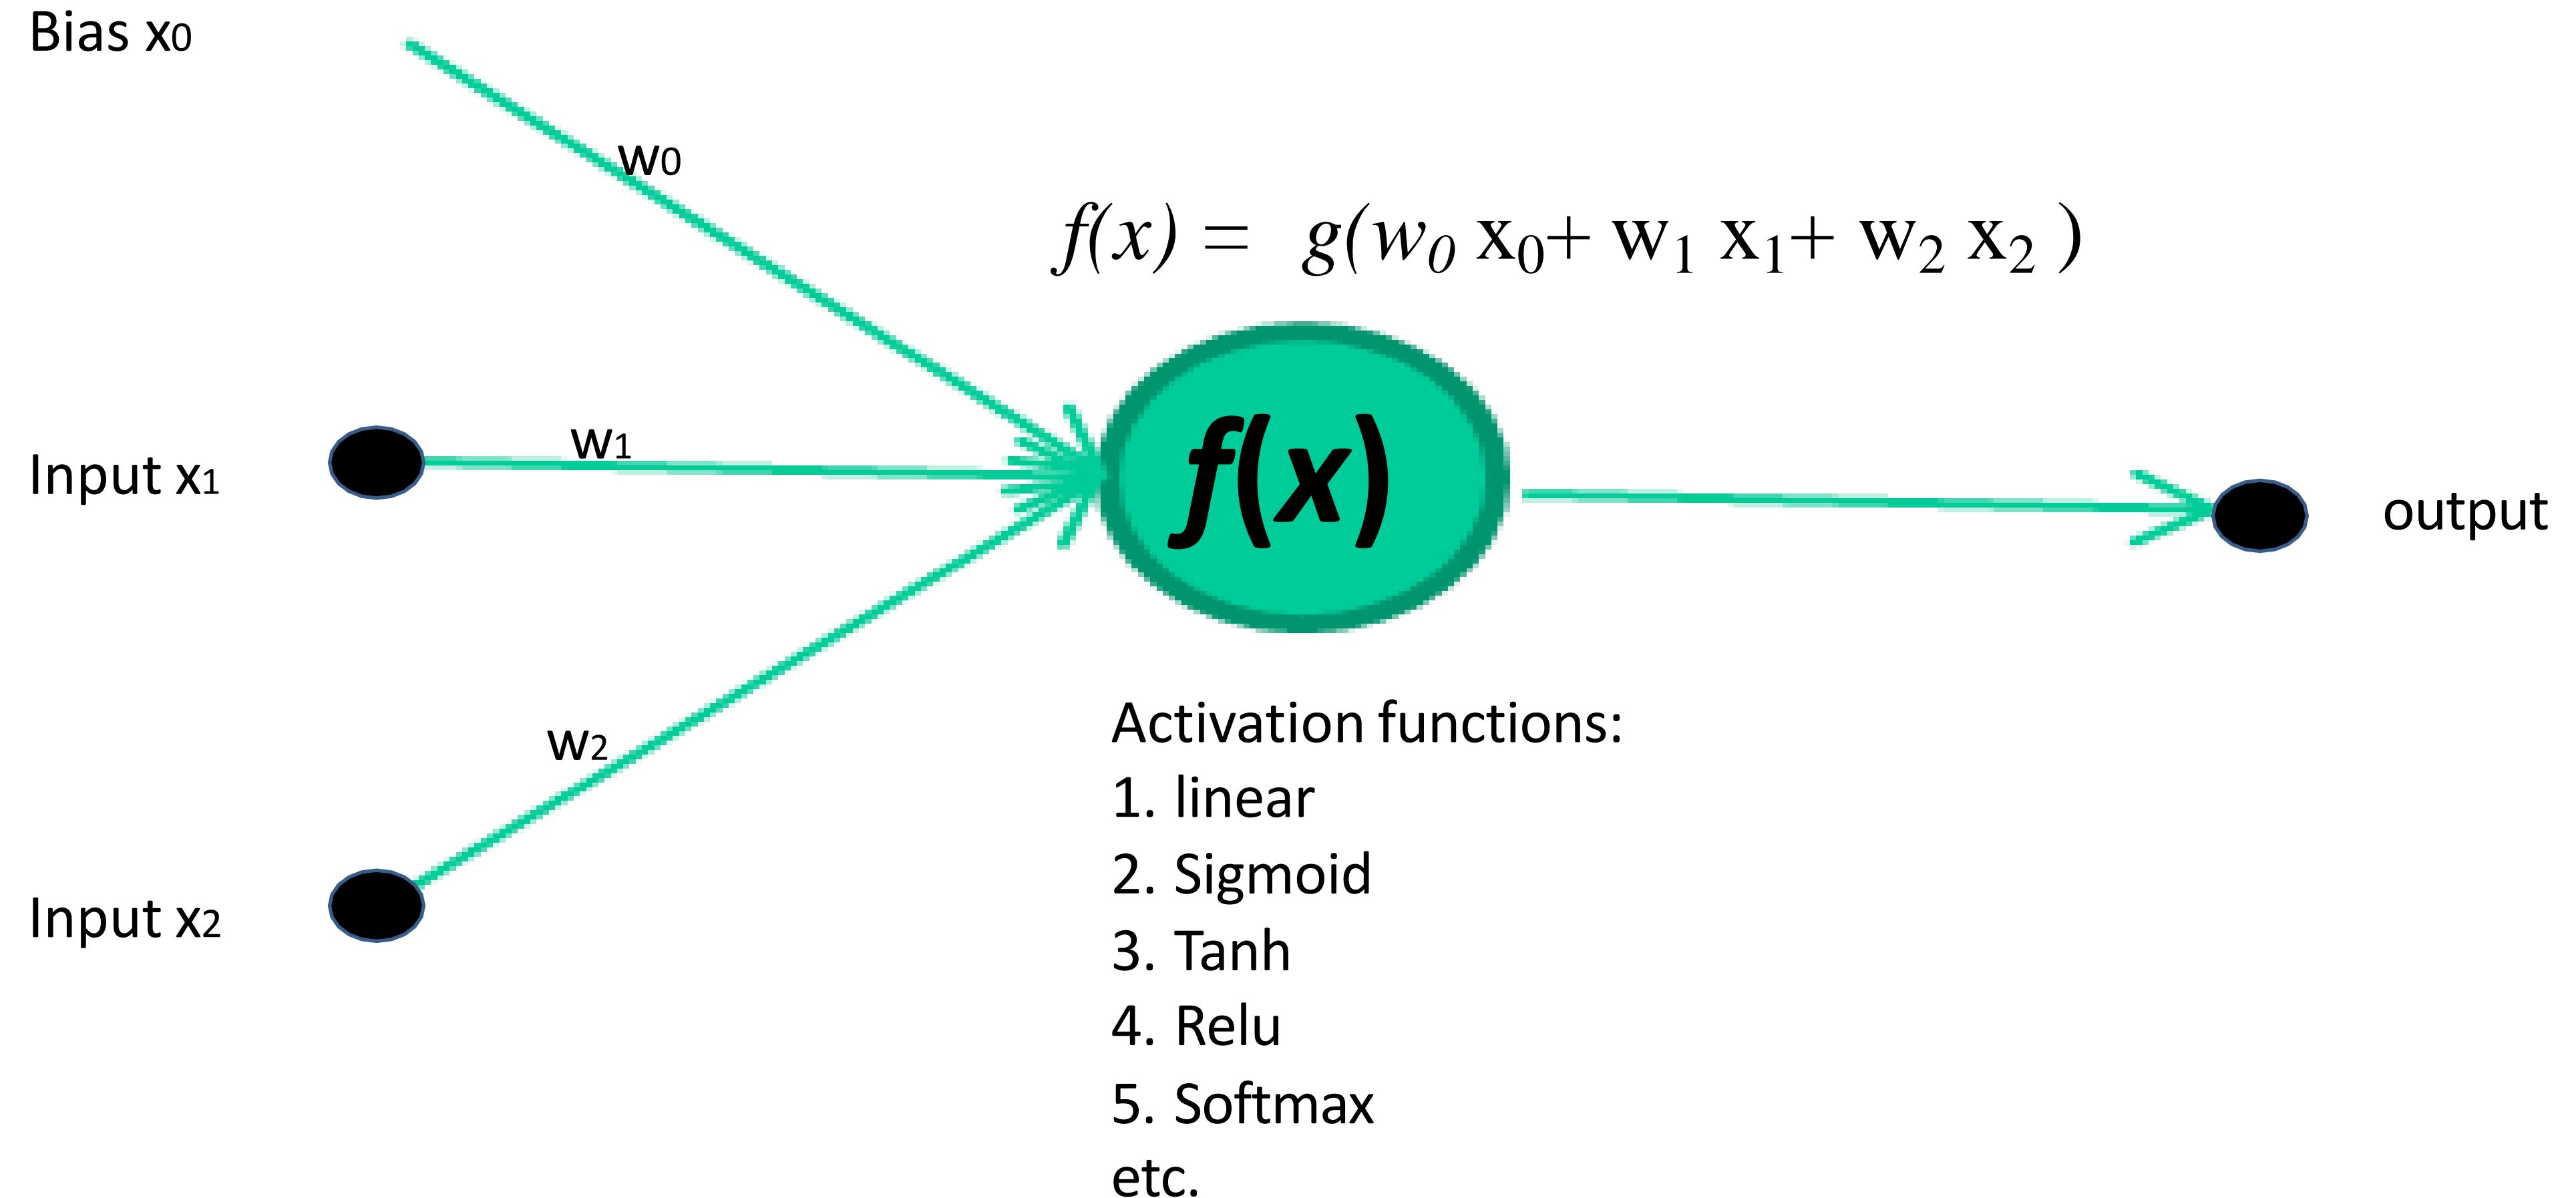 Bias x0
w0
f(x) = g(w0 x0+ w1 x1+ w2 x2 )
w1
Input x1
f(x)
output
w2
Input x2
Activation functions:
1. linear
2. Sigmoid
3. Tanh
4. Relu
5. Softmax
etc.